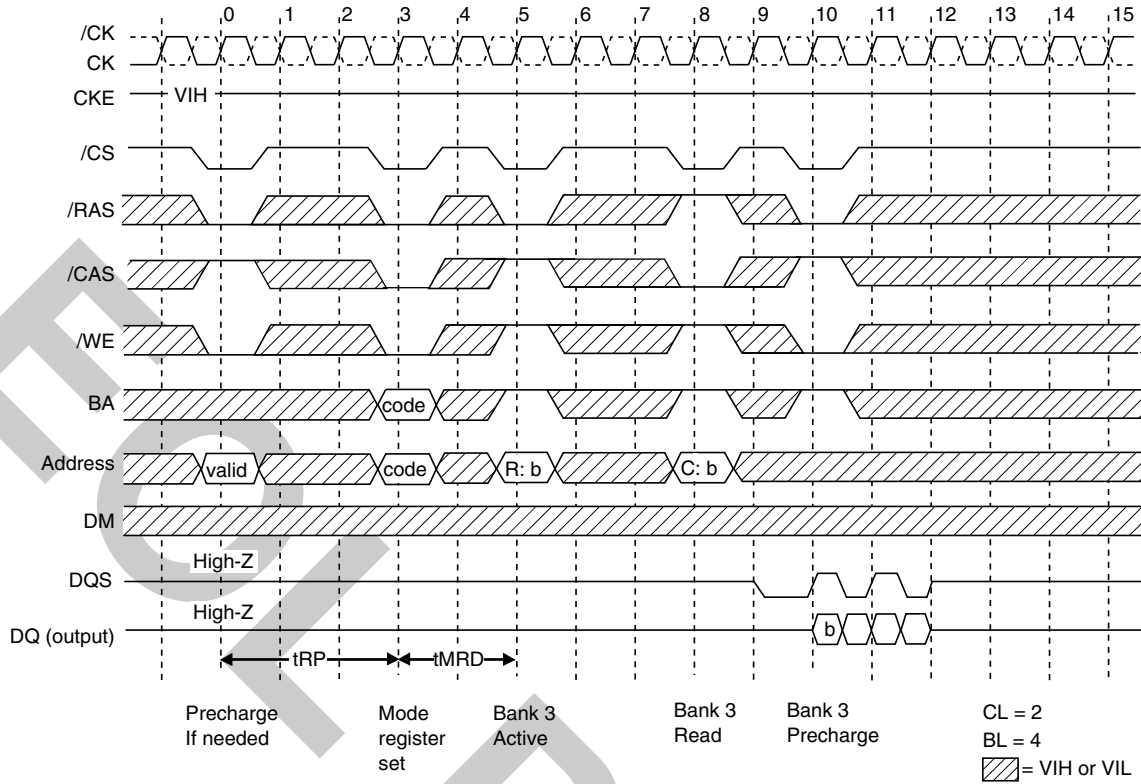 0 1 2 3 4 5 6 7 8 9 10 11 12 13 14 15
/CK
CK
CKE VIH
/CS
/RAS
/CAS
/WE
BA code
Address valid code R: b C: b
DM
High-Z
DQS
High-Z
DQ (output) b
tRP tMRD
Precharge
If needed
Mode
register
set
Bank 3
Active
Bank 3
Read
Bank 3
Precharge
CL = 2
BL = 4
= VIH or VIL